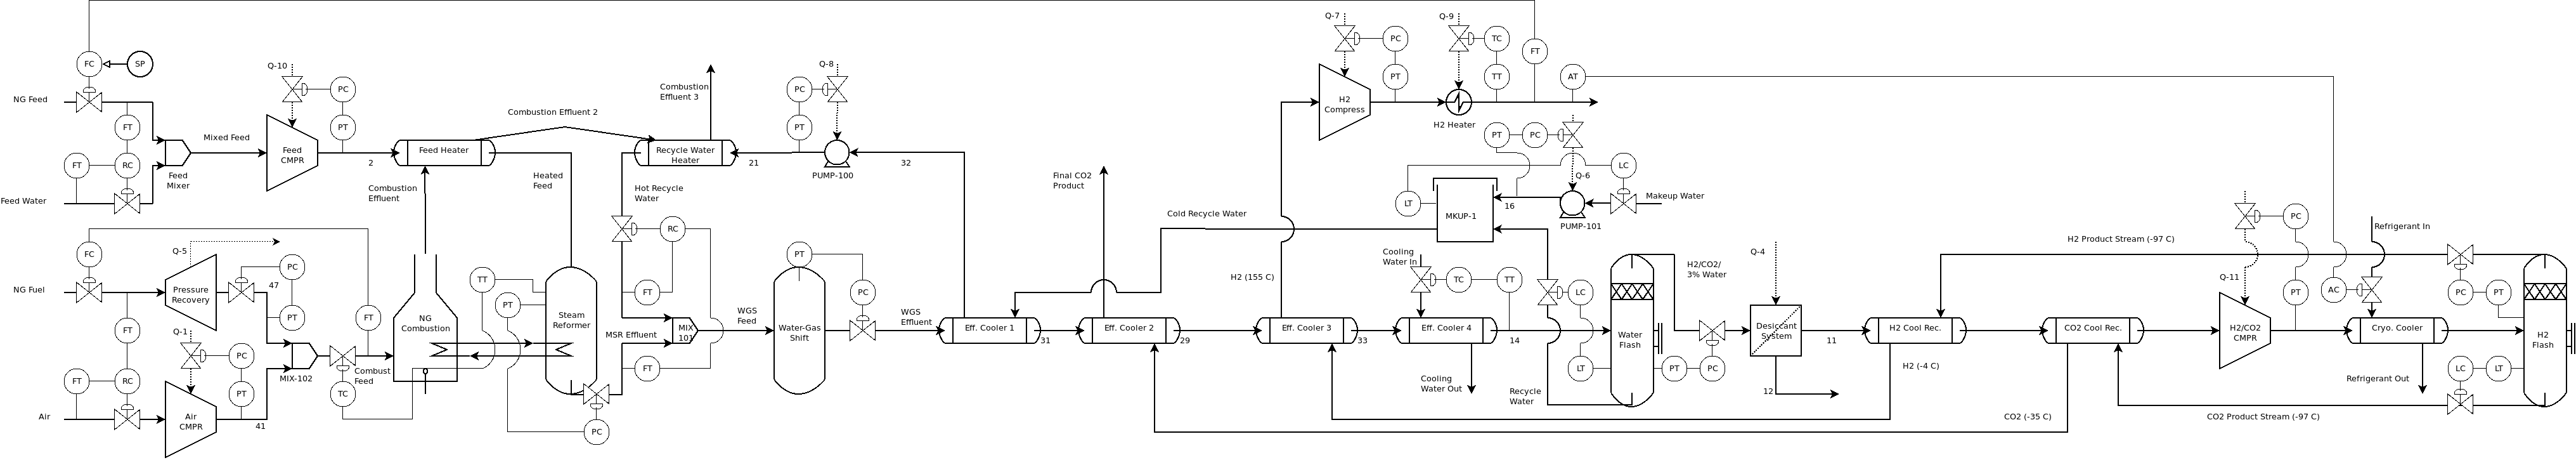 Q-7
Q-9
PC
TC
FT
FC
SP
Q-10
Q-8
PT
TT
AT
NG Feed
PC
Combustion
Effluent 3
PC
H2
Compress
Combustion Effluent 2
H2 Heater
FT
PT
PT
PT
PC
Mixed Feed
Feed
CMPR
Feed Heater
Recycle Water
Heater
FT
RC
2
21
32
LC
Feed
Mixer
PUMP-100
Final CO2
Product
Q-6
Combustion
Effluent
Heated
Feed
Hot Recycle
Water
Feed Water
LT
MKUP-1
16
Makeup Water
Cold Recycle Water
PUMP-101
PC
RC
Refrigerant In
H2 Product Stream (-97 C)
FC
Q-5
PT
Cooling
Water In
H2/CO2/
3% Water
Q-4
PC
TT
H2 (155 C)
TC
TT
Q-11
NG Fuel
Pressure
Recovery
47
PT
FT
PC
LC
PT
AC
PC
PT
PT
FT
NG
Combustion
Steam
Reformer
WGS
Feed
WGS
Effluent
FT
Q-1
MSR Effluent
MIX
101
Water-Gas
Shift
Eff. Cooler 1
Eff. Cooler 2
Eff. Cooler 3
Eff. Cooler 4
Water
Flash
Desiccant
System
H2 Cool Rec.
CO2 Cool Rec.
H2/CO2
CMPR
Cryo. Cooler
H2
Flash
31
29
33
14
11
PC
MIX-102
Combust
Feed
FT
LT
PT
PC
H2 (-4 C)
LC
LT
FT
RC
PT
TC
Cooling
Water Out
Recycle
Water
12
Refrigerant Out
Air
Air
CMPR
41
PC
CO2 (-35 C)
CO2 Product Stream (-97 C)